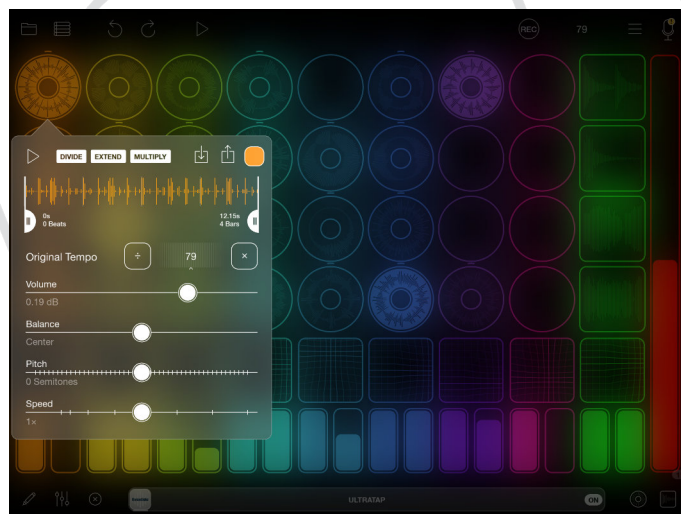 REC
79
DIVIDE
EXTEND
MULTIPLY
0s
0 Beats
12.15s
4 Bars
Original Tempo
÷
79
×
Volume
0.19 dB
Balance
Center
Pitch
0 Semitones
Speed
1×
ULTRATAP
ON